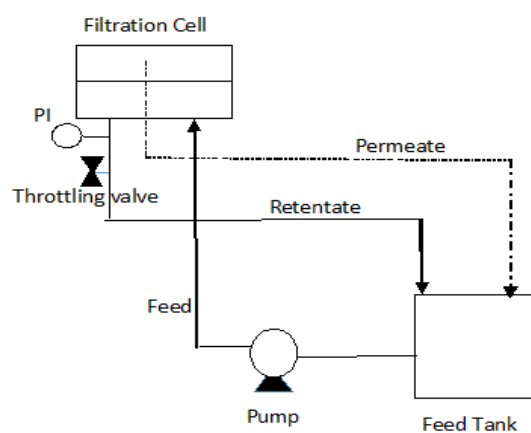 Filtration Cell
PI
Permeate
Throttling valve
Retentate
Feed
Pump
Feed Tank